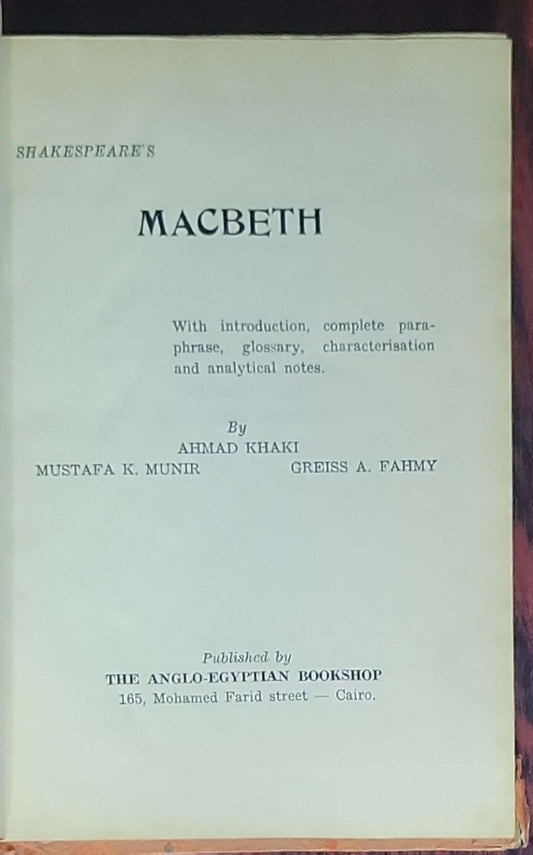 SHAKESPEARE'S
MACBETH
With introduction, complete para-
phrase, glossary, characterisation
and analytical notes.
By
AHMAD KHAKI
MUSTAFA K. MUNIR GREISS A. FAHMY
Published by
THE ANGLO-EGYPTIAN BOOKSHOP
165, Mohamed Farid street — Cairo.